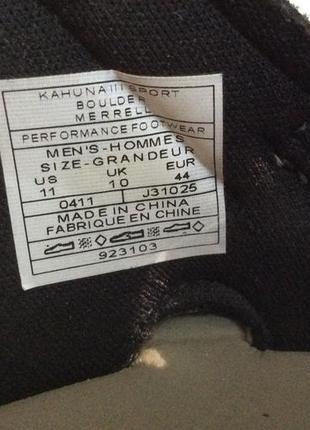 KAHUNA III SPORT
BOULDER
MERRELL
PERFORMANCE FOOTWEAR
MEN'S-HOMMES
SIZE-GRANDEUR
US UK EUR
11 10 44
0411 J31025
MADE IN CHINA
FABRIQUE EN CHINE
923103